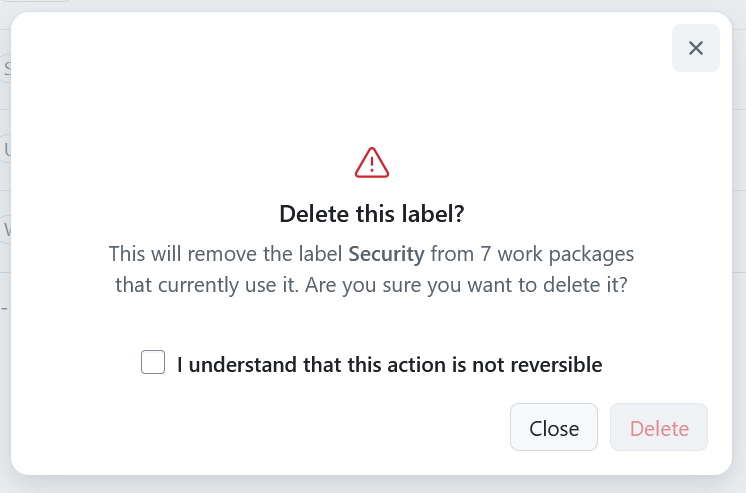 Delete this label?
This will remove the label Security from 7 work packages
that currently use it. Are you sure you want to delete it?
I understand that this action is not reversible
Close
Delete